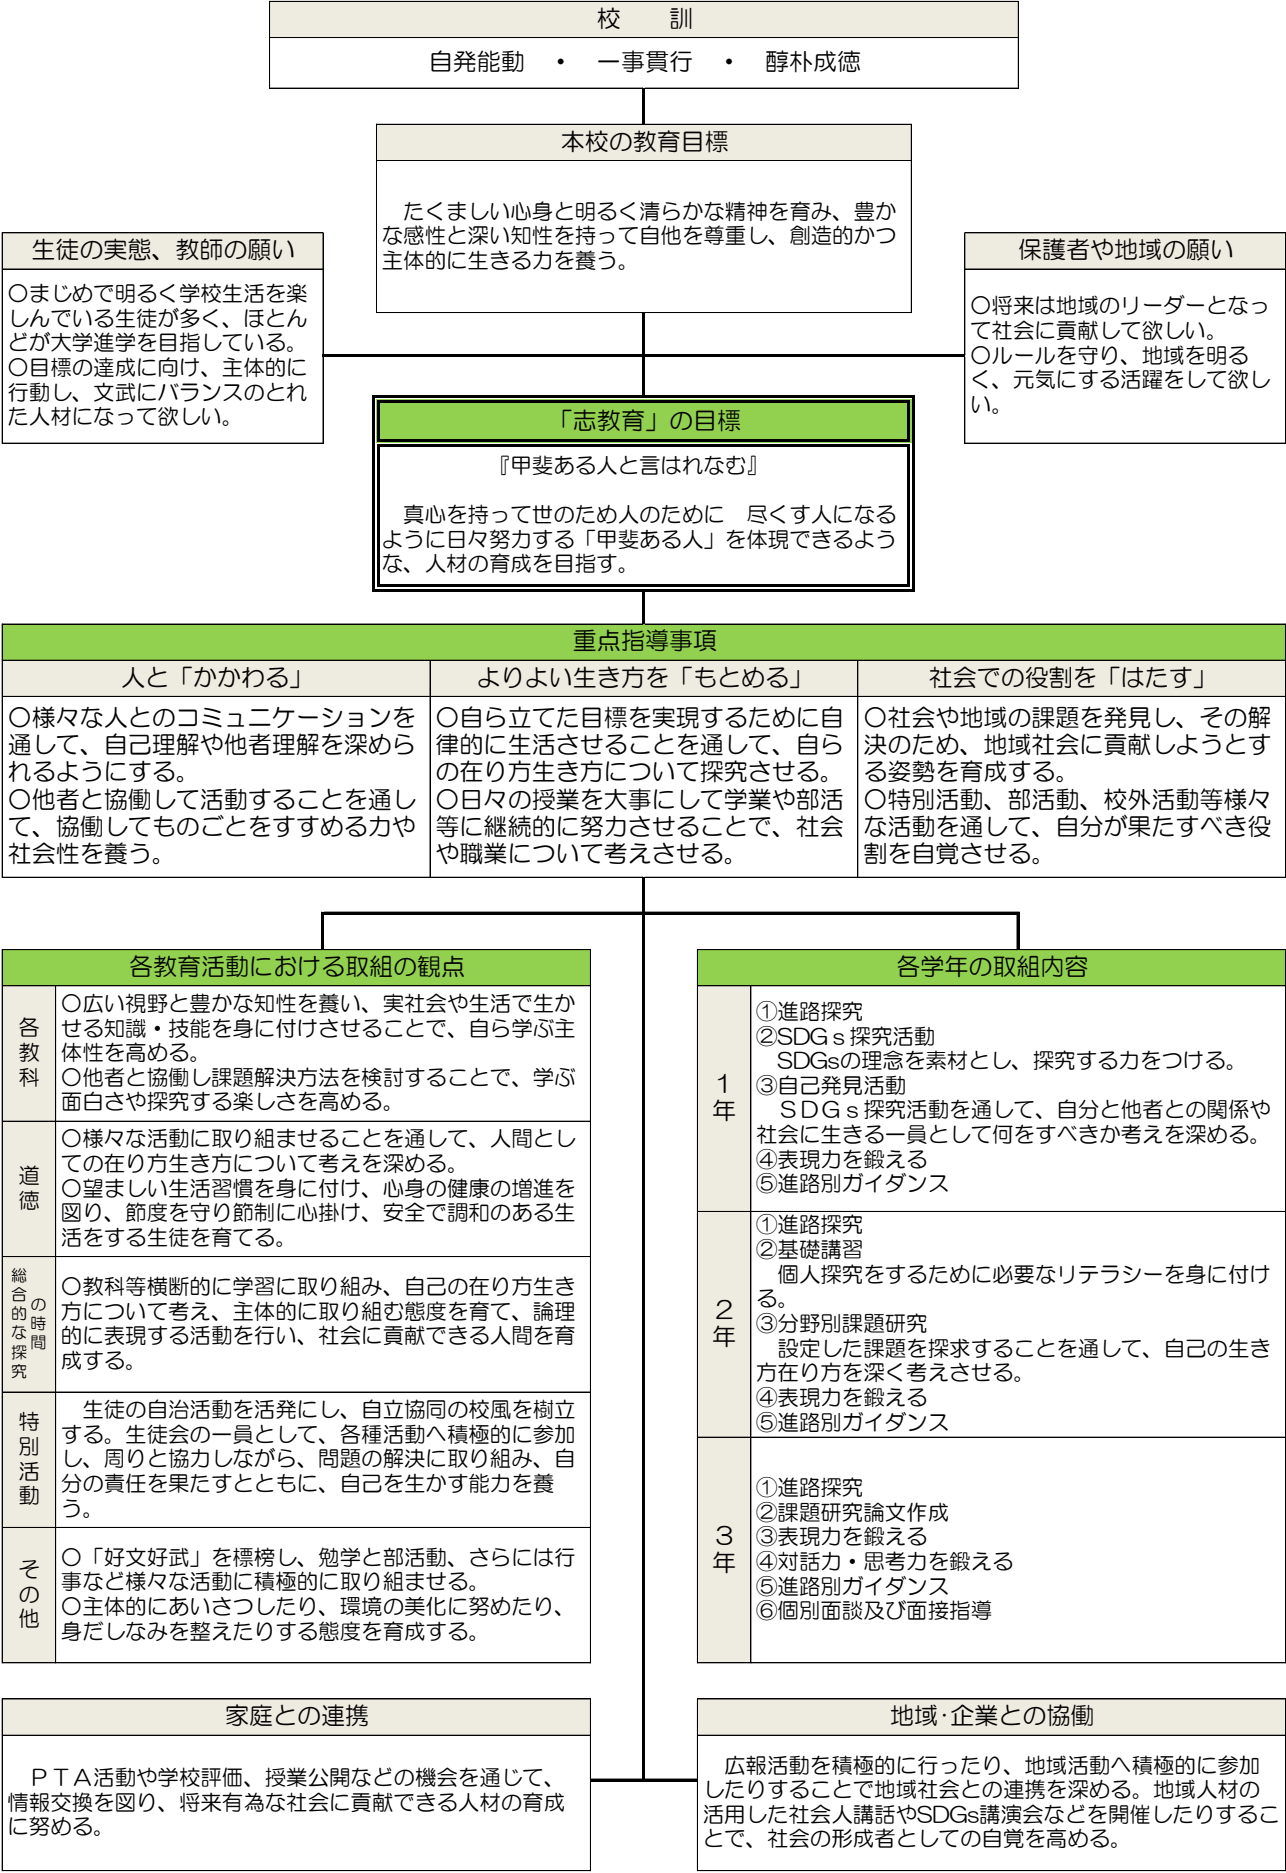 校　訓
自発能動　・　一事貫行　・　醇朴成徳
本校の教育目標
たくましい心身と明るく清らかな精神を育み、豊か
な感性と深い知性を持って自他を尊重し、創造的かつ
主体的に生きる力を養う。
生徒の実態、教師の願い
〇まじめで明るく学校生活を楽
しんでいる生徒が多く、ほとん
どが大学進学を目指している。
〇目標の達成に向け、主体的に
行動し、文武にバランスのとれ
た人材になって欲しい。
保護者や地域の願い
〇将来は地域のリーダーとなっ
て社会に貢献して欲しい。
〇ルールを守り、地域を明る
く、元気にする活躍をして欲し
い。
「志教育」の目標
『甲斐ある人と言はれなむ』
真心を持って世のため人のために　尽くす人になる
ように日々努力する「甲斐ある人」を体現できるよう
な、人材の育成を目指す。
重点指導事項
人と「かかわる」
〇様々な人とのコミュニケーションを
通して、自己理解や他者理解を深めら
れるようにする。
〇他者と協働して活動することを通し
て、協働してものごとをすすめる力や
社会性を養う。
よりよい生き方を「もとめる」
〇自ら立てた目標を実現するために自
律的に生活させることを通して、自ら
の在り方生き方について探究させる。
〇日々の授業を大事にして学業や部活
等に継続的に努力させることで、社会
や職業について考えさせる。
社会での役割を「はたす」
〇社会や地域の課題を発見し、その解
決のため、地域社会に貢献しようとす
る姿勢を育成する。
〇特別活動、部活動、校外活動等様々
な活動を通して、自分が果たすべき役
割を自覚させる。
各教育活動における取組の観点
各教科
〇広い視野と豊かな知性を養い、実社会や生活で生か
せる知識・技能を身に付けさせることで、自ら学ぶ主
体性を高める。
〇他者と協働し課題解決方法を検討することで、学ぶ
面白さや探究する楽しさを高める。
道徳
〇様々な活動に取り組ませることを通して、人間とし
ての在り方生き方について考えを深める。
〇望ましい生活習慣を身に付け、心身の健康の増進を
図り、節度を守り節制に心掛け、安全で調和のある生
活をする生徒を育てる。
総合的な探究
の時間
〇教科等横断的に学習に取り組み、自己の在り方生き
方について考え、主体的に取り組む態度を育て、論理
的に表現する活動を行い、社会に貢献できる人間を育
成する。
特別活動
生徒の自治活動を活発にし、自立協同の校風を樹立
する。生徒会の一員として、各種活動へ積極的に参加
し、周りと協力しながら、問題の解決に取り組み、自
分の責任を果たすとともに、自己を生かす能力を養
う。
その他
〇「好文好武」を標榜し、勉学と部活動、さらには行
事など様々な活動に積極的に取り組ませる。
〇主体的にあいさつしたり、環境の美化に努めたり、
身だしなみを整えたりする態度を育成する。
各学年の取組内容
１年
①進路探究
②SDGｓ探究活動
SDGsの理念を素材とし、探究する力をつける。
③自己発見活動
ＳＤＧｓ探究活動を通して、自分と他者との関係や
社会に生きる一員として何をすべきか考えを深める。
④表現力を鍛える
⑤進路別ガイダンス
２年
①進路探究
②基礎講習
個人探究をするために必要なリテラシーを身に付け
る。
③分野別課題研究
設定した課題を探求することを通して、自己の生き
方在り方を深く考えさせる。
④表現力を鍛える
⑤進路別ガイダンス
３年
①進路探究
②課題研究論文作成
③表現力を鍛える
④対話力・思考力を鍛える
⑤進路別ガイダンス
⑥個別面談及び面接指導
家庭との連携
ＰＴＡ活動や学校評価、授業公開などの機会を通じて、
情報交換を図り、将来有為な社会に貢献できる人材の育成
に努める。
地域･企業との協働
広報活動を積極的に行ったり、地域活動へ積極的に参加
したりすることで地域社会との連携を深める。地域人材の
活用した社会人講話やSDGs講演会などを開催したりするこ
とで、社会の形成者としての自覚を高める。